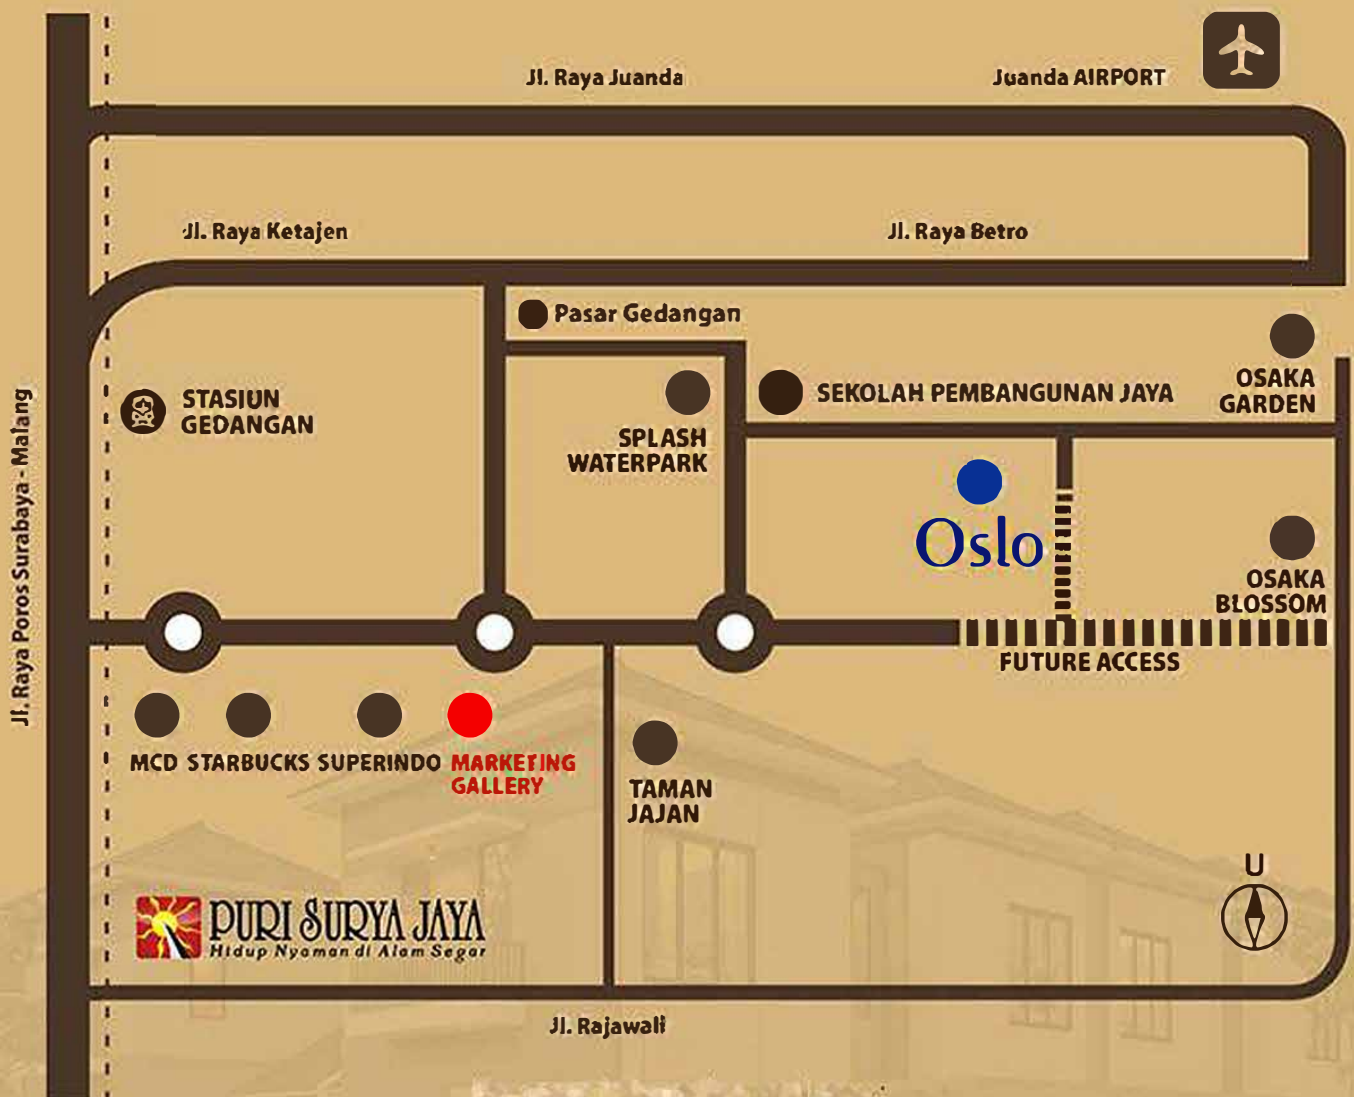 Jl. Raya Juanda
Juanda AIRPORT
Jl. Raya Ketajen
Jl. Raya Betro
Pasar Gedangan
OSAKA
GARDEN
STASIUN
GEDANGAN
SEKOLAH PEMBANGUNAN JAYA
SPLASH
WATERPARK
Jl. Raya Poros Surabaya - Malang
Oslo
OSAKA
BLOSSOM
FUTURE ACCESS
MCD
STARBUCKS
SUPERINDO
MARKETING
GALLERY
TAMAN
JAJAN
U
PURI SURYA JAYA
Hidup Nyaman di Alam Segar
Jl. Rajawali